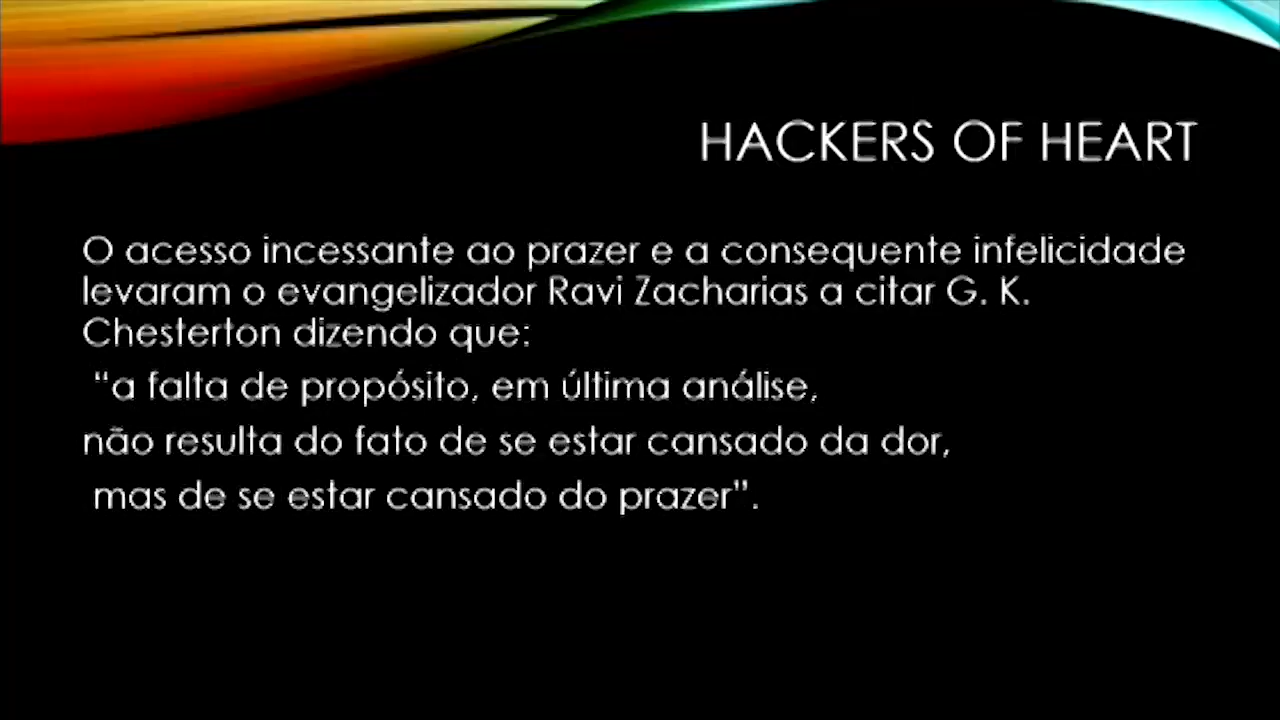 HACKERS OF HEART
O acesso incessante ao prazer e a consequente infelicidade
levaram o evangelizador Ravi Zacharias a citar G. K.
Chesterton dizendo que:
“a falta de propósito, em última análise,
não resulta do fato de se estar cansado da dor,
mas de se estar cansado do prazer”.